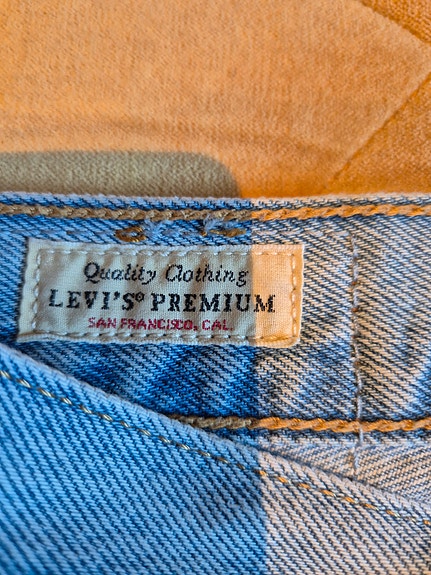 Quality Clothing
LEVI'S® PREMIUM
SAN FRANCISCO, CAL.